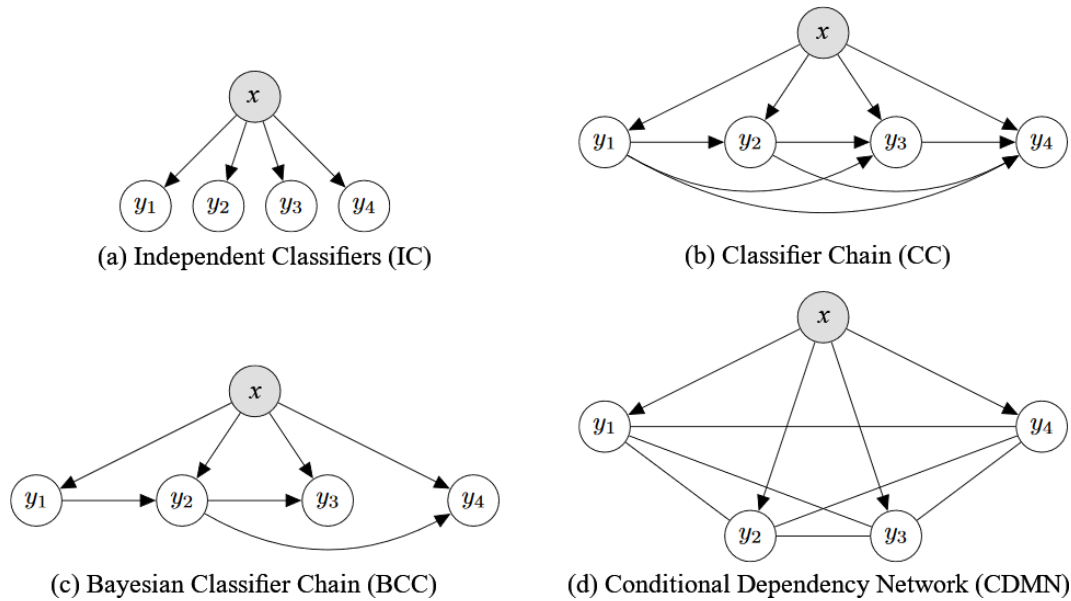 x
y₁ y₂ y₃ y₄
(a) Independent Classifiers (IC)
x
y₁ y₂ y₃ y₄
(b) Classifier Chain (CC)
x
y₁ y₂ y₃ y₄
(c) Bayesian Classifier Chain (BCC)
x
y₁ y₄
y₂ y₃
(d) Conditional Dependency Network (CDMN)